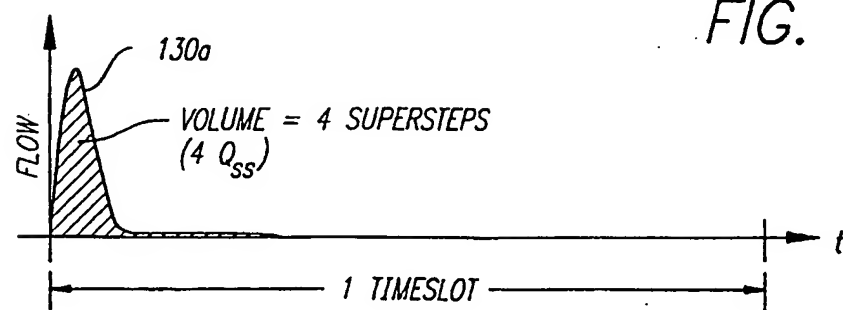 FIG.
130a
VOLUME = 4 SUPERSTEPS
(4 Qss)
FLOW
t
1 TIMESLOT